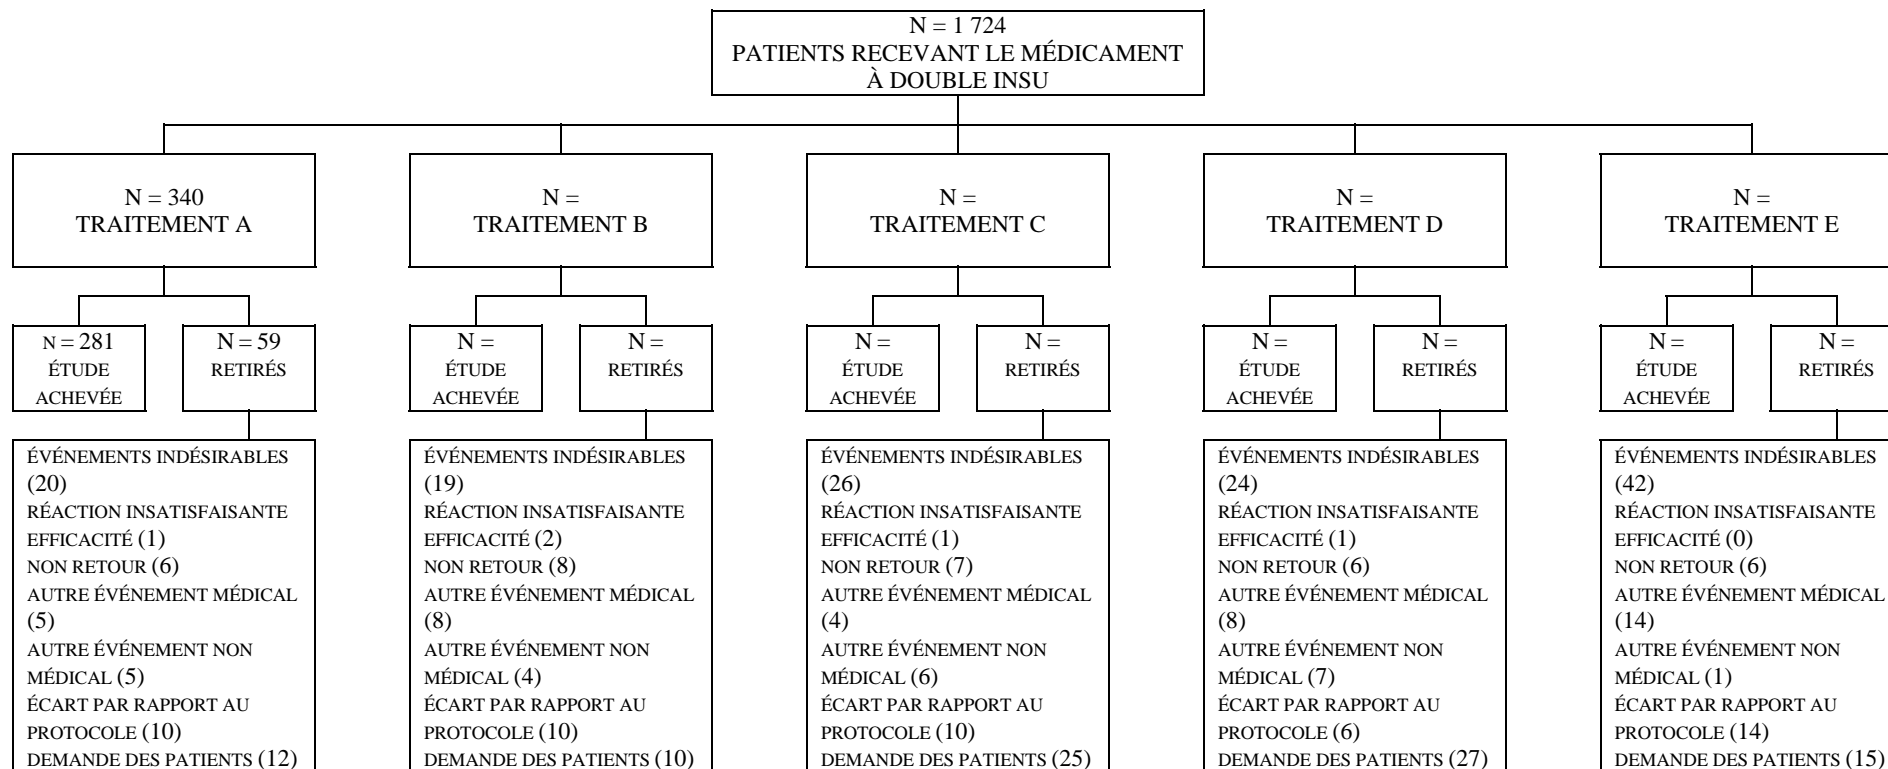 N = 1 724
PATIENTS RECEVANT LE MÉDICAMENT
À DOUBLE INSU
N = 340
TRAITEMENT A
N =
TRAITEMENT B
N =
TRAITEMENT C
N =
TRAITEMENT D
N =
TRAITEMENT E
N = 281
ÉTUDE
ACHEVÉE
N = 59
RETIRÉS
N =
ÉTUDE
ACHEVÉE
N =
RETIRÉS
N =
ÉTUDE
ACHEVÉE
N =
RETIRÉS
N =
ÉTUDE
ACHEVÉE
N =
RETIRÉS
N =
ÉTUDE
ACHEVÉE
N =
RETIRÉS
ÉVÉNEMENTS INDÉSIRABLES
(20)
RÉACTION INSATISFAISANTE
EFFICACITÉ (1)
NON RETOUR (6)
AUTRE ÉVÉNEMENT MÉDICAL
(5)
AUTRE ÉVÉNEMENT NON
MÉDICAL (5)
ÉCART PAR RAPPORT AU
PROTOCOLE (10)
DEMANDE DES PATIENTS (12)
ÉVÉNEMENTS INDÉSIRABLES
(19)
RÉACTION INSATISFAISANTE
EFFICACITÉ (2)
NON RETOUR (8)
AUTRE ÉVÉNEMENT MÉDICAL
(8)
AUTRE ÉVÉNEMENT NON
MÉDICAL (4)
ÉCART PAR RAPPORT AU
PROTOCOLE (10)
DEMANDE DES PATIENTS (10)
ÉVÉNEMENTS INDÉSIRABLES
(26)
RÉACTION INSATISFAISANTE
EFFICACITÉ (1)
NON RETOUR (7)
AUTRE ÉVÉNEMENT MÉDICAL
(4)
AUTRE ÉVÉNEMENT NON
MÉDICAL (6)
ÉCART PAR RAPPORT AU
PROTOCOLE (10)
DEMANDE DES PATIENTS (25)
ÉVÉNEMENTS INDÉSIRABLES
(24)
RÉACTION INSATISFAISANTE
EFFICACITÉ (1)
NON RETOUR (6)
AUTRE ÉVÉNEMENT MÉDICAL
(8)
AUTRE ÉVÉNEMENT NON
MÉDICAL (7)
ÉCART PAR RAPPORT AU
PROTOCOLE (6)
DEMANDE DES PATIENTS (27)
ÉVÉNEMENTS INDÉSIRABLES
(42)
RÉACTION INSATISFAISANTE
EFFICACITÉ (0)
NON RETOUR (6)
AUTRE ÉVÉNEMENT MÉDICAL
(14)
AUTRE ÉVÉNEMENT NON
MÉDICAL (1)
ÉCART PAR RAPPORT AU
PROTOCOLE (14)
DEMANDE DES PATIENTS (15)